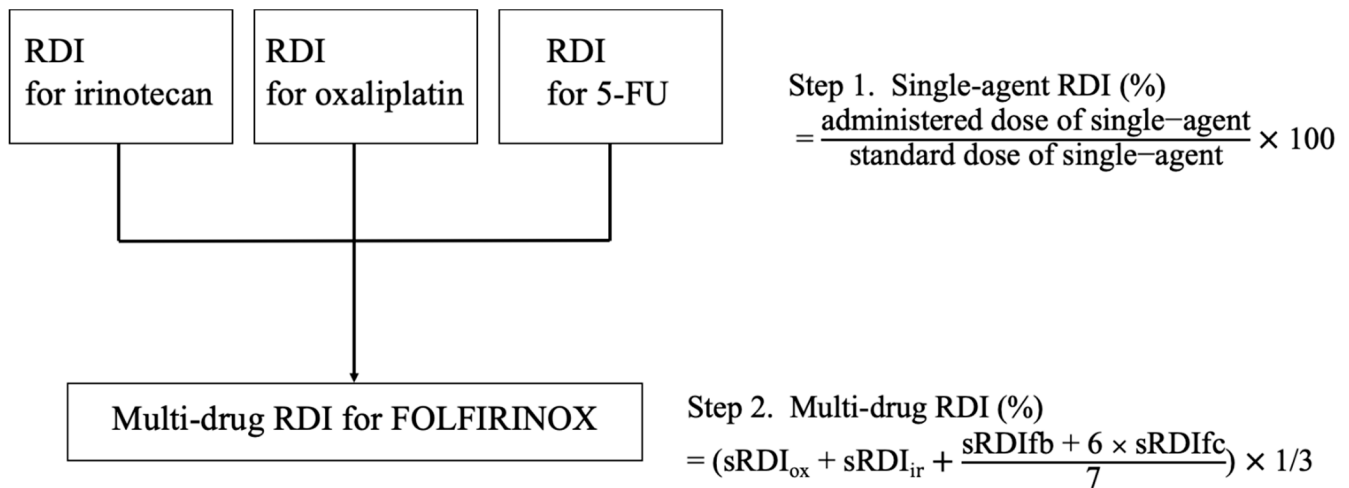 RDI
for irinotecan
RDI
for oxaliplatin
RDI
for 5-FU
Step 1. Single-agent RDI (%)
= administered dose of single−agent / standard dose of single−agent × 100
Multi-drug RDI for FOLFIRINOX
Step 2. Multi-drug RDI (%)
= (sRDIox + sRDIir + sRDIfb + 6 × sRDIfc / 7) × 1/3